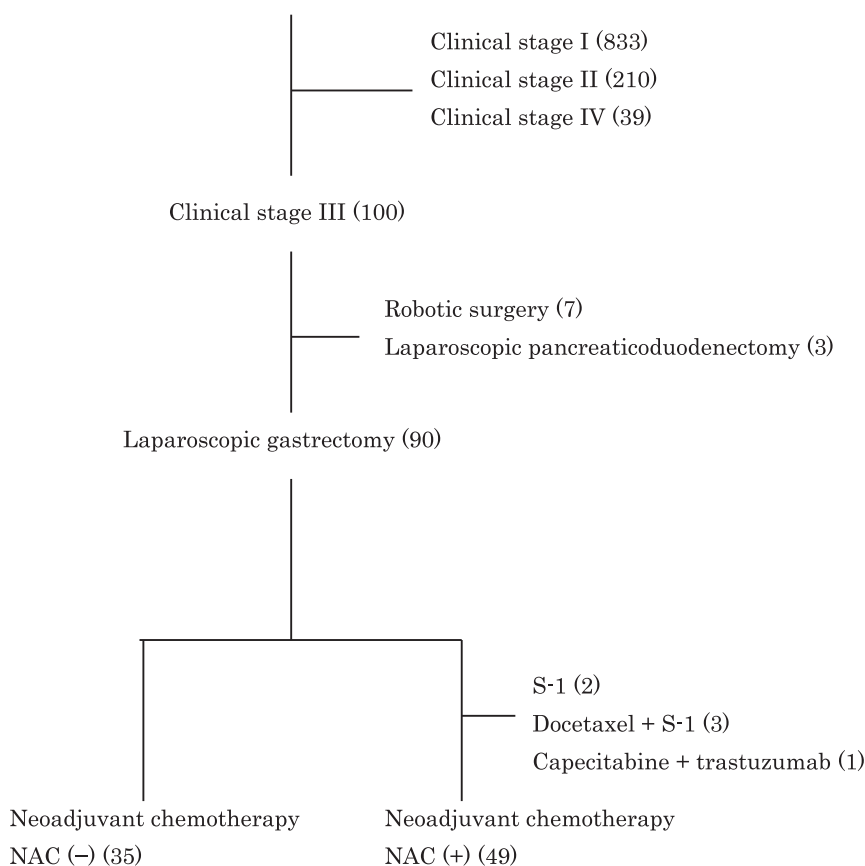 Clinical stage I (833)
Clinical stage II (210)
Clinical stage IV (39)
Clinical stage III (100)
Robotic surgery (7)
Laparoscopic pancreaticoduodenectomy (3)
Laparoscopic gastrectomy (90)
S-1 (2)
Docetaxel + S-1 (3)
Capecitabine + trastuzumab (1)
Neoadjuvant chemotherapy
NAC (−) (35)
Neoadjuvant chemotherapy
NAC (+) (49)